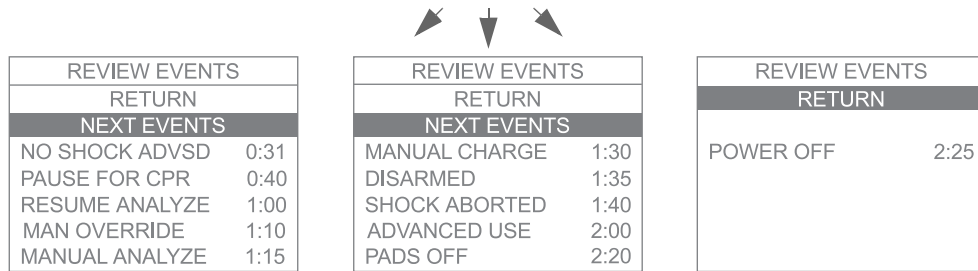 REVIEW EVENTS
RETURN
NEXT EVENTS
NO SHOCK ADVSD 0:31
PAUSE FOR CPR 0:40
RESUME ANALYZE 1:00
MAN OVERRIDE 1:10
MANUAL ANALYZE 1:15
REVIEW EVENTS
RETURN
NEXT EVENTS
MANUAL CHARGE 1:30
DISARMED 1:35
SHOCK ABORTED 1:40
ADVANCED USE 2:00
PADS OFF 2:20
REVIEW EVENTS
RETURN
POWER OFF 2:25